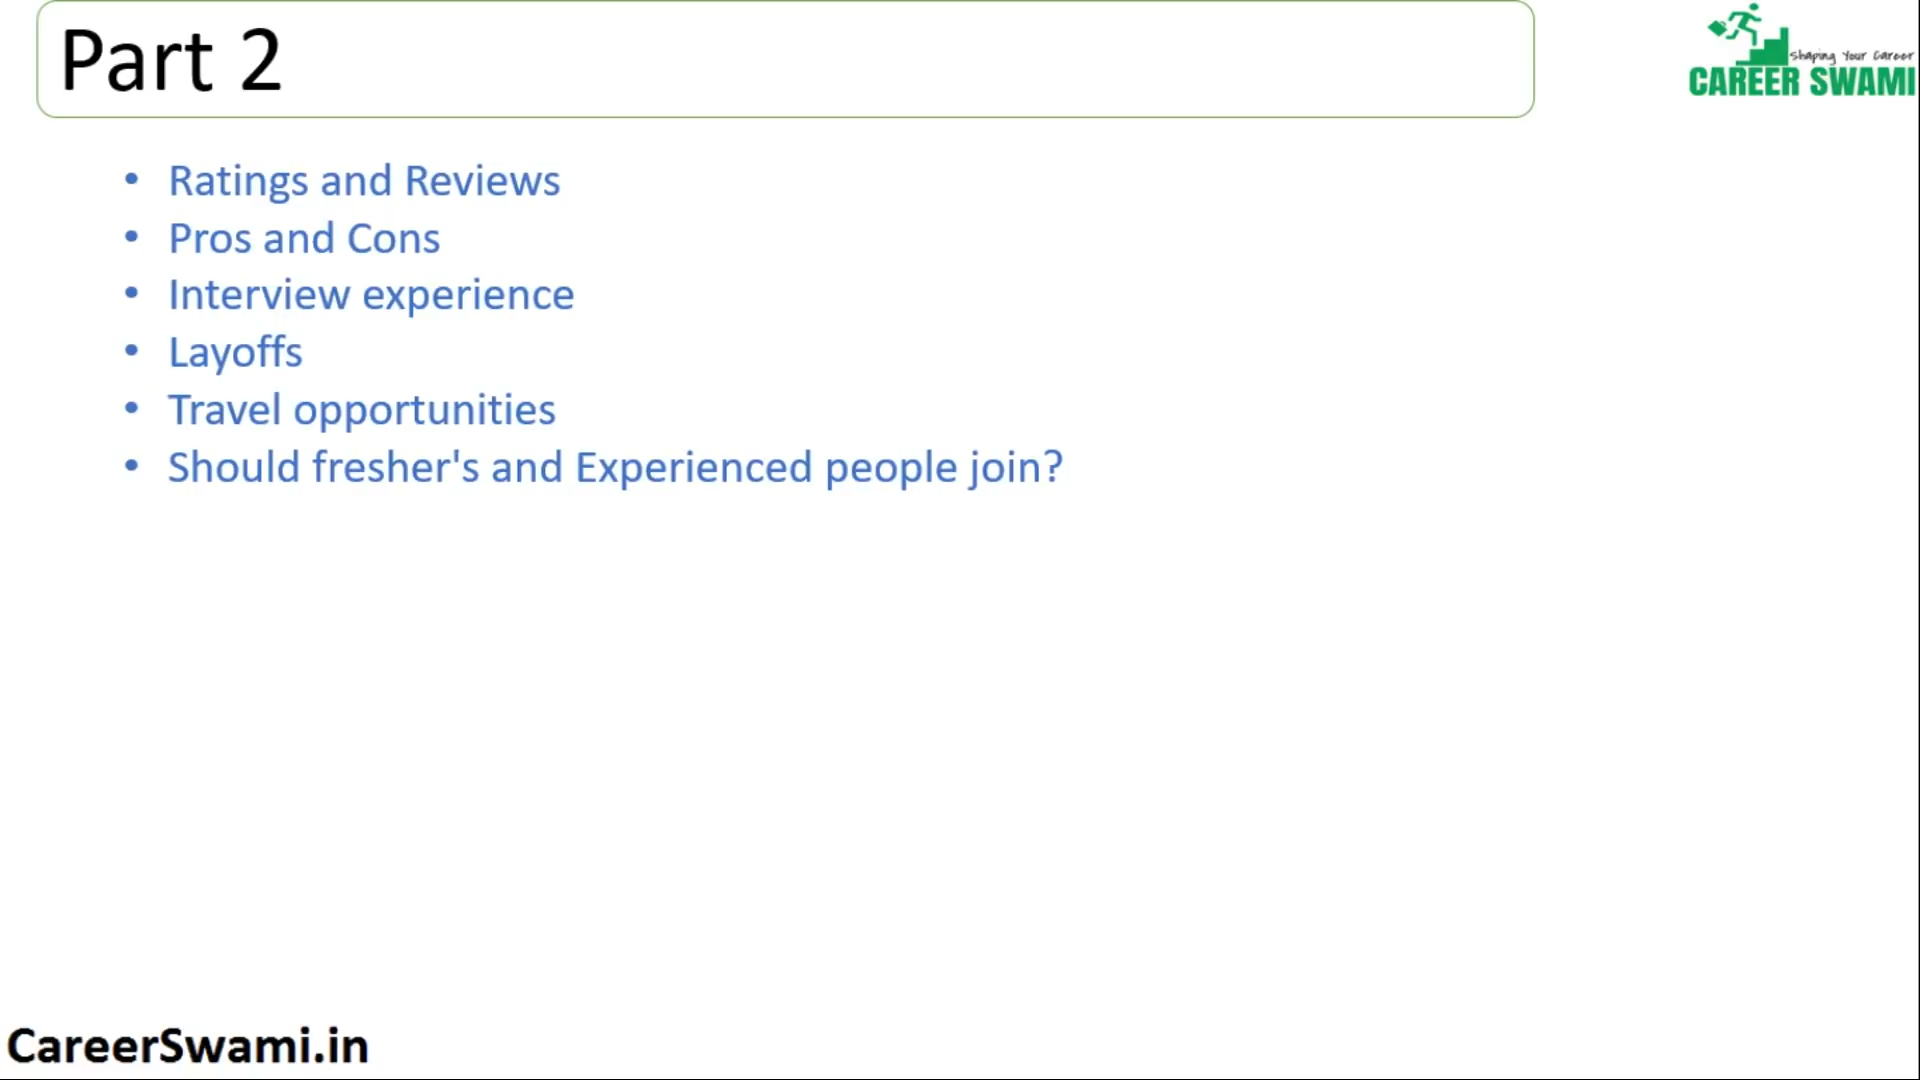 Part 2
Shaping Your Career
CAREER SWAMI
• Ratings and Reviews
• Pros and Cons
• Interview experience
• Layoffs
• Travel opportunities
• Should fresher's and Experienced people join?
CareerSwami.in